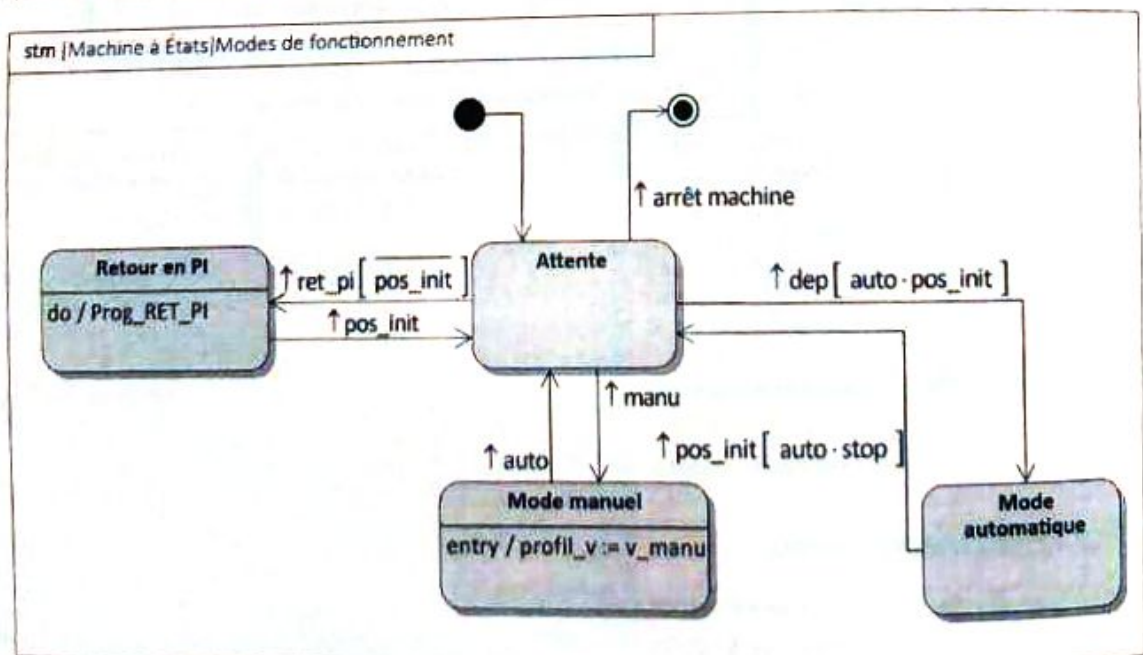 stm [Machine à États]Modes de fonctionnement
↑ arrêt machine
Retour en PI
do / Prog_RET_PI
↑ ret_pi [ p̅o̅s̅_̅i̅n̅i̅t̅ ]
↑ pos_init
Attente
↑ dep [ auto · pos_init ]
↑ manu
↑ auto
↑ pos_init [ auto · stop ]
Mode manuel
entry / profil_v := v_manu
Mode
automatique